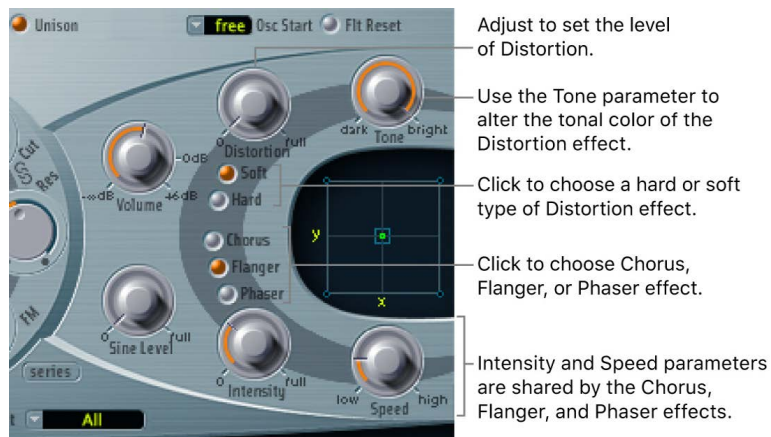 Unison
free Osc Start Flt Reset
Adjust to set the level
of Distortion.
Use the Tone parameter to
alter the tonal color of the
Distortion effect.
0 full
Distortion
dark bright
Tone
Cut
Res
-0dB
-∞dB +6dB
Volume
Soft
Hard
Click to choose a hard or soft
type of Distortion effect.
Chorus
Flanger
Phaser
y
x
Click to choose Chorus,
Flanger, or Phaser effect.
FM
0 full
Sine Level
0 full
Intensity
low high
Speed
Intensity and Speed parameters
are shared by the Chorus,
Flanger, and Phaser effects.
series
t All